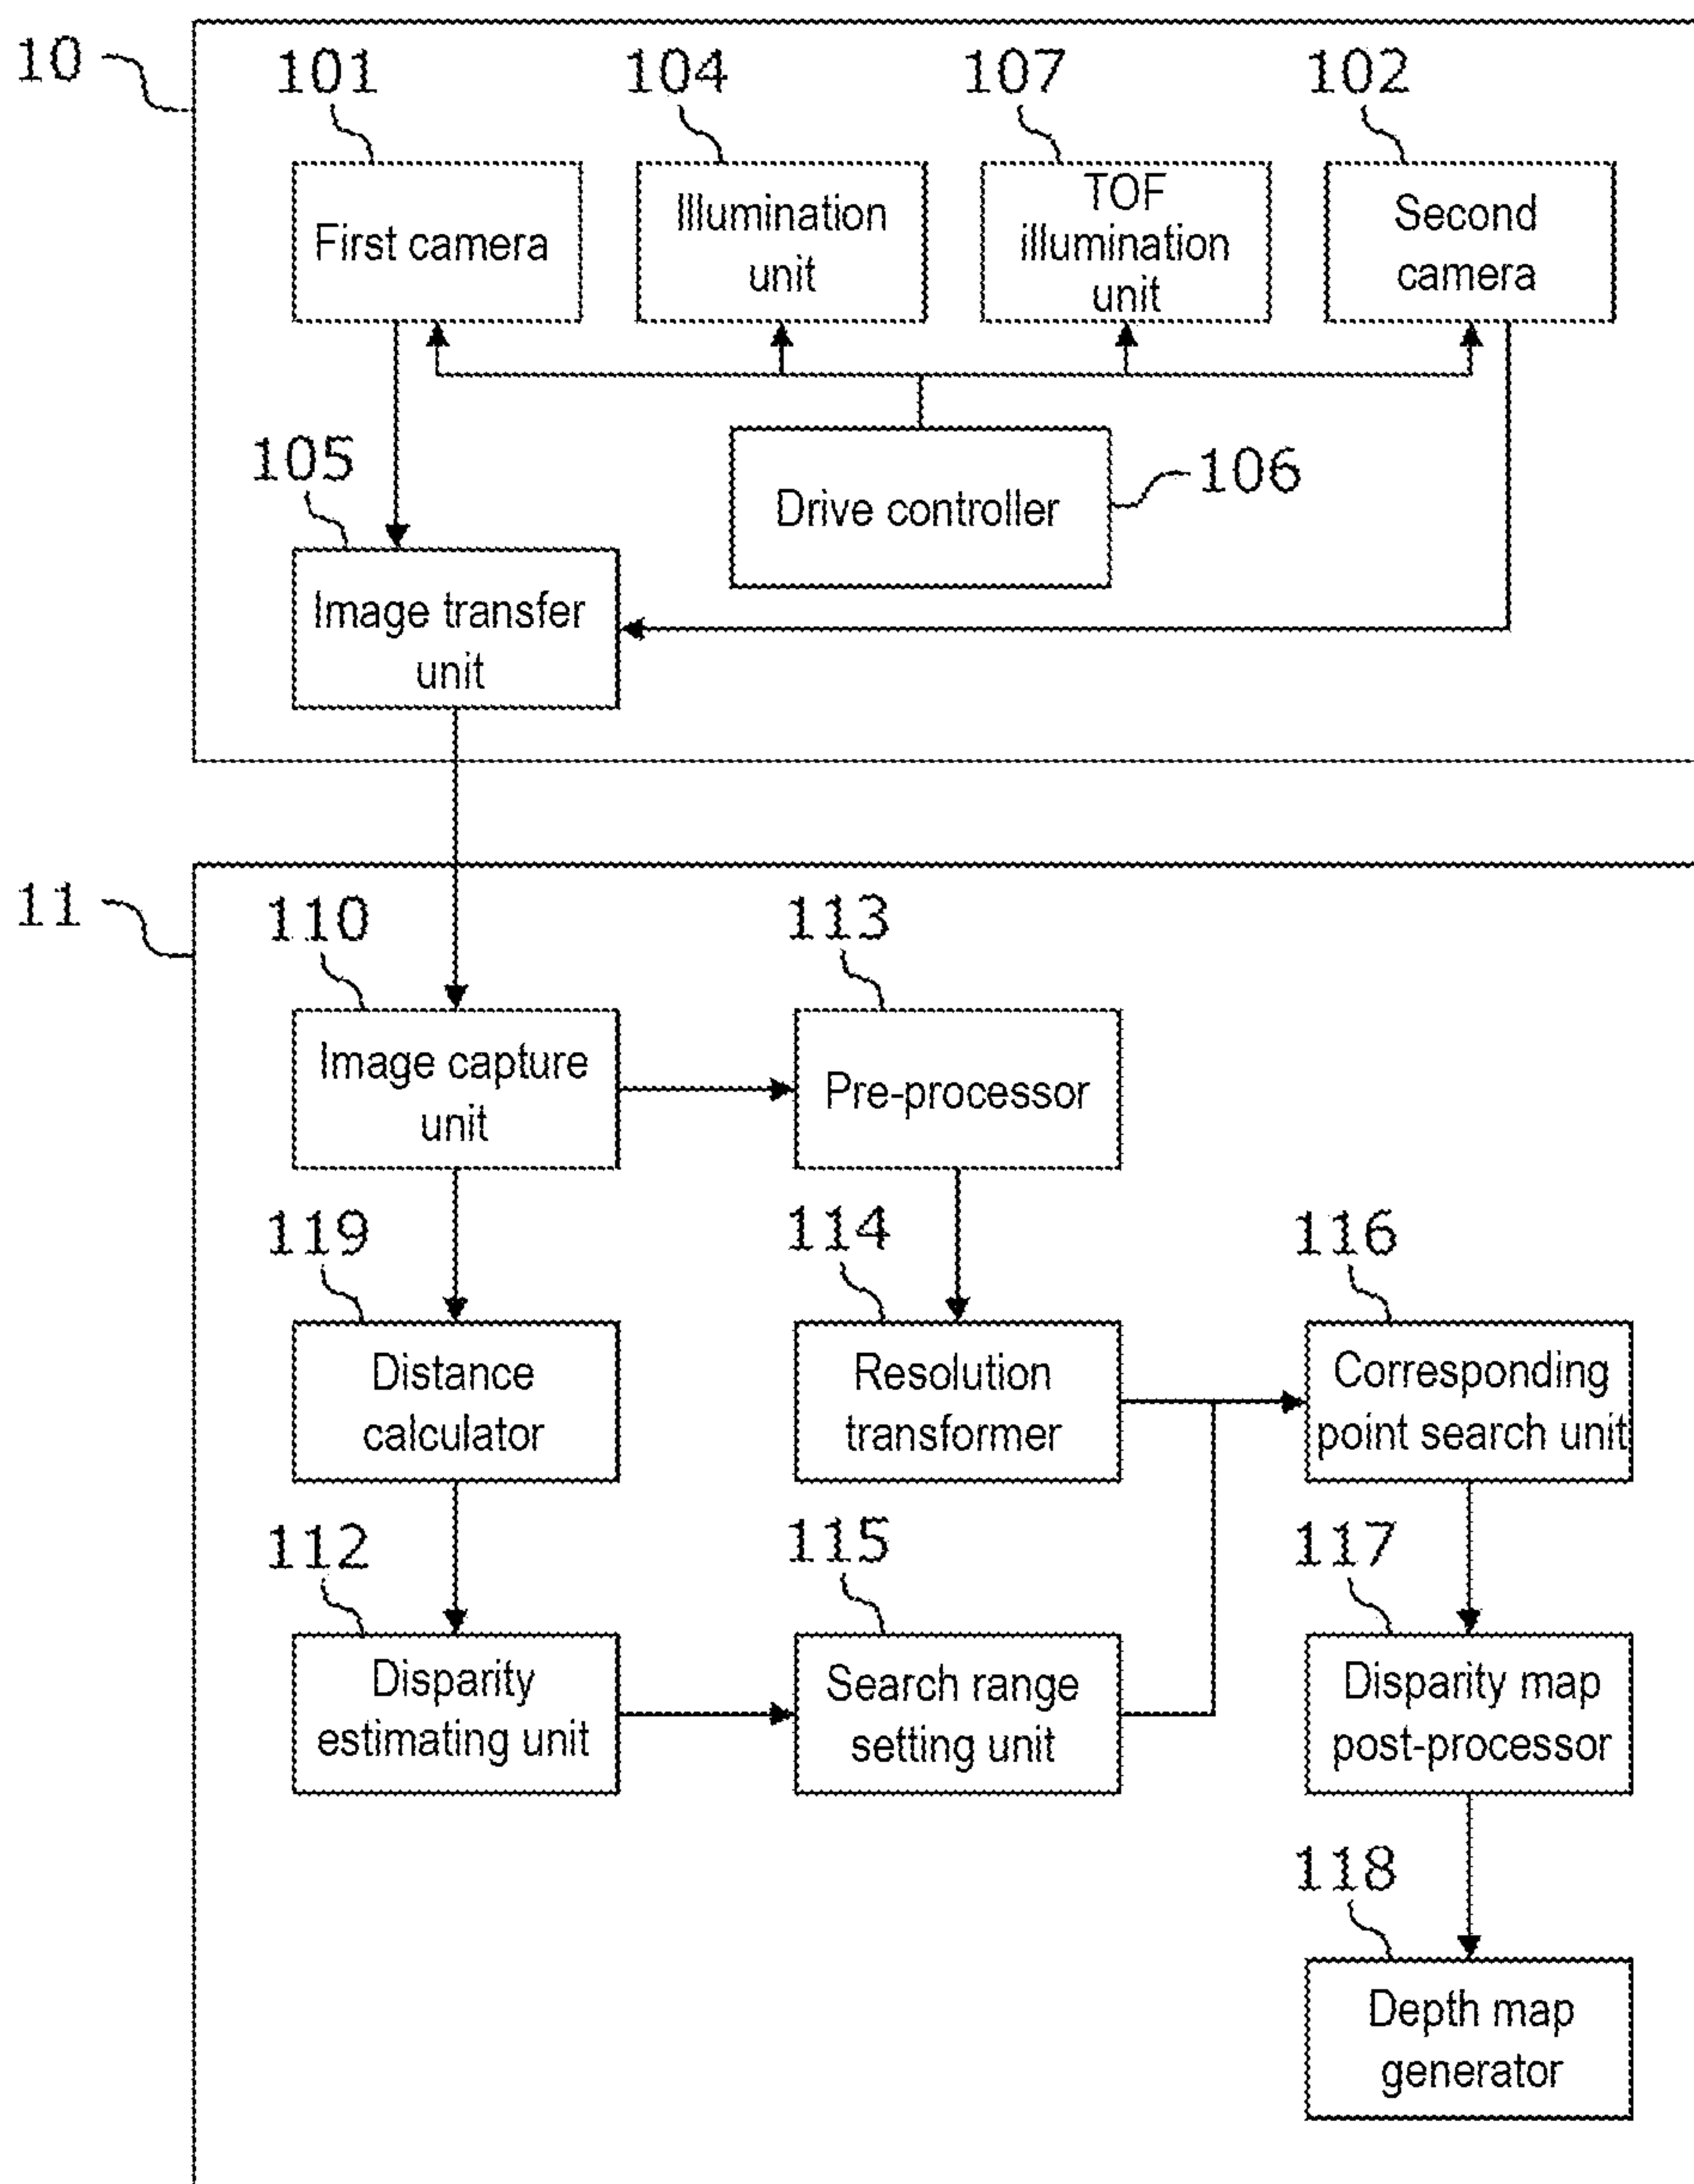 10
101
104
107
102
First camera
Illumination
unit
TOF
illumination
unit
Second
camera
105
Drive controller
106
Image transfer
unit
11
110
113
Image capture
unit
Pre-processor
119
114
116
Distance
calculator
Resolution
transformer
Corresponding
point search unit
112
115
117
Disparity
estimating unit
Search range
setting unit
Disparity map
post-processor
118
Depth map
generator